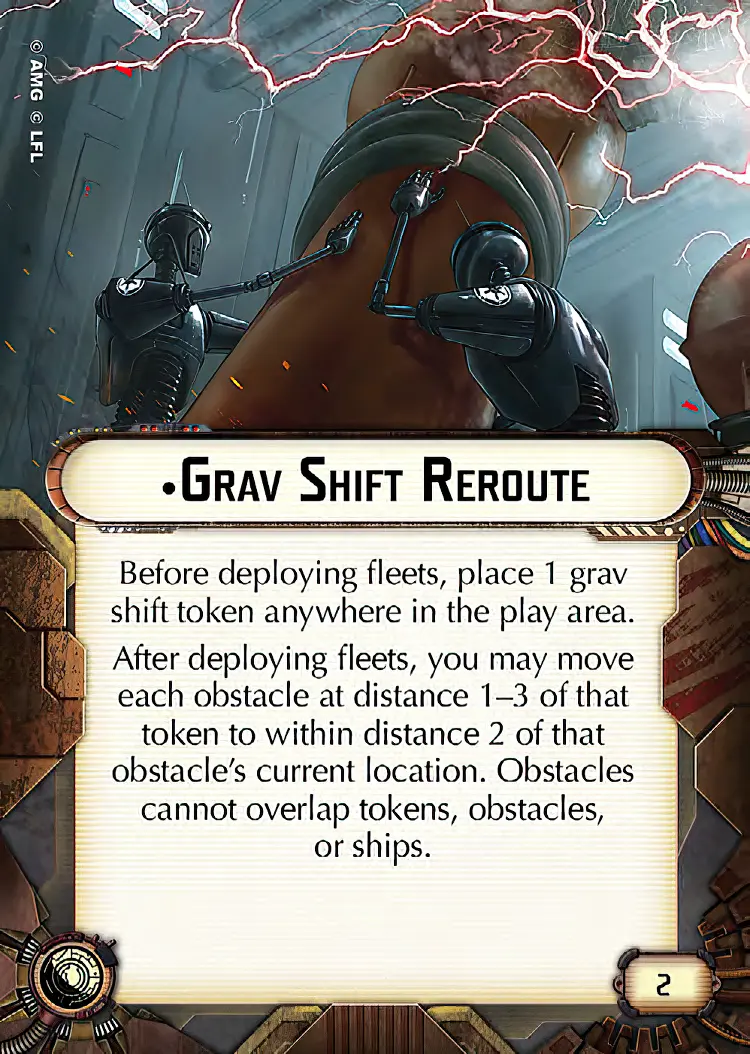 © AMG © LFL
•Grav Shift Reroute
Before deploying fleets, place 1 grav
shift token anywhere in the play area.
After deploying fleets, you may move
each obstacle at distance 1–3 of that
token to within distance 2 of that
obstacle's current location. Obstacles
cannot overlap tokens, obstacles,
or ships.
2